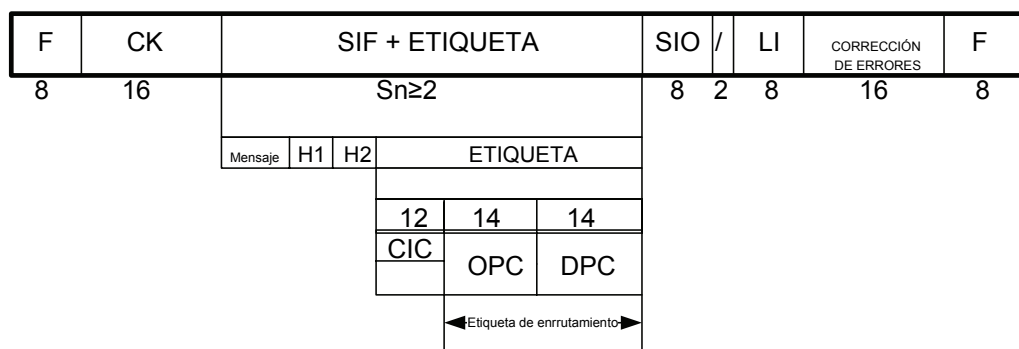 F CK SIF + ETIQUETA SIO / LI CORRECCIÓN DE ERRORES F
8 16 Sn≥2 8 2 8 16 8
Mensaje H1 H2 ETIQUETA
12 14 14
CIC OPC DPC
Etiqueta de enrrutamiento